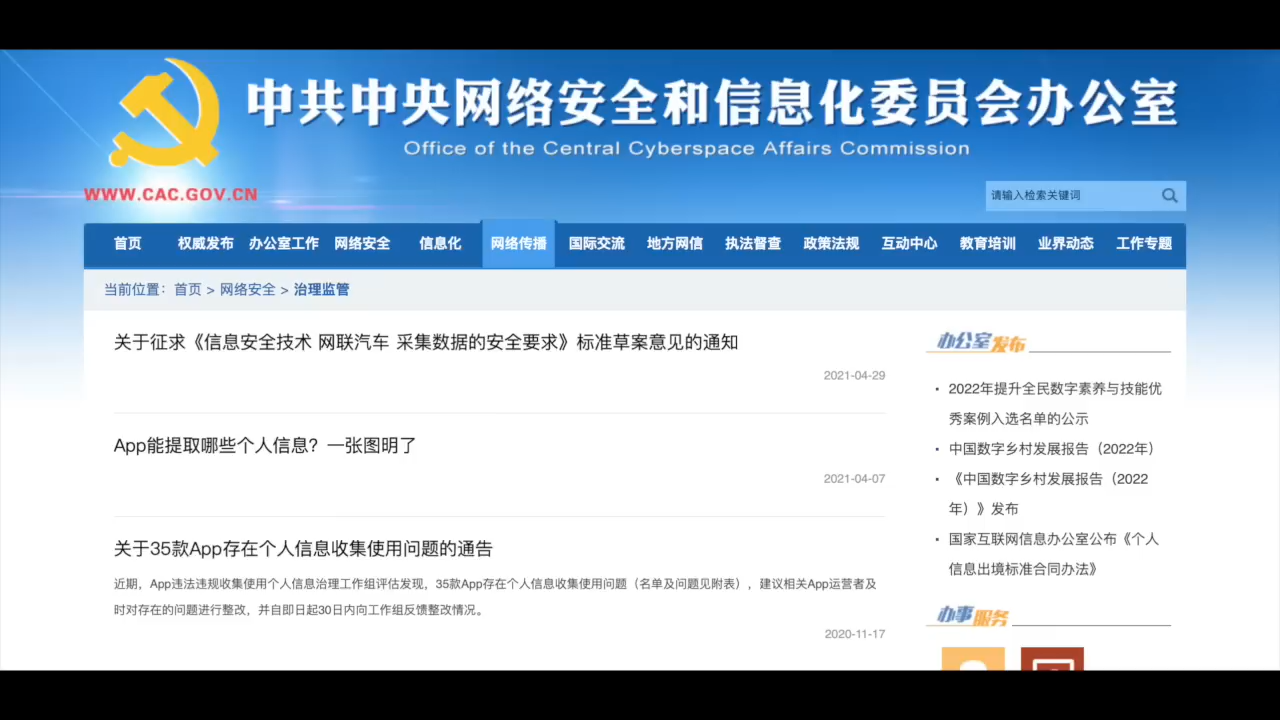 中共中央网络安全和信息化委员会办公室
Office of the Central Cyberspace Affairs Commission
WWW.CAC.GOV.CN
请输入检索关键词
首页 权威发布 办公室工作 网络安全 信息化 网络传播 国际交流 地方网信 执法督查 政策法规 互动中心 教育培训 业界动态 工作专题
当前位置：首页 > 网络安全 > 治理监管
关于征求《信息安全技术 网联汽车 采集数据的安全要求》标准草案意见的通知
2021-04-29
App能提取哪些个人信息？一张图明了
2021-04-07
关于35款App存在个人信息收集使用问题的通告
近期，App违法违规收集使用个人信息治理工作组评估发现，35款App存在个人信息收集使用问题（名单及问题见附表），建议相关App运营者及
时对存在的问题进行整改，并自即日起30日内向工作组反馈整改情况。
2020-11-17
办公室发布
· 2022年提升全民数字素养与技能优
秀案例入选名单的公示
· 中国数字乡村发展报告（2022年）
· 《中国数字乡村发展报告（2022
年）》发布
· 国家互联网信息办公室公布《个人
信息出境标准合同办法》
办事服务